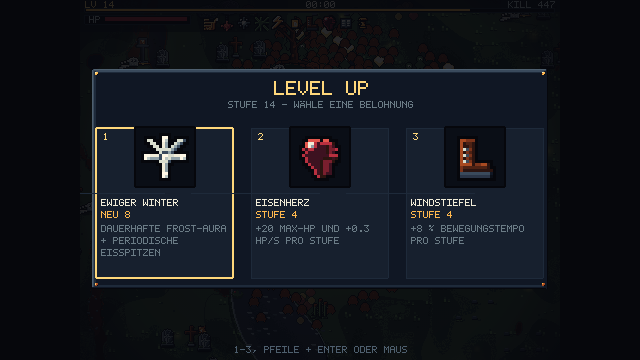 LV 14
00:00
KILL 447
HP
LEVEL UP
STUFE 14 – WÄHLE EINE BELOHNUNG
1
2
3
EWIGER WINTER
NEU 8
DAUERHAFTE FROST-AURA
+ PERIODISCHE
EISSPITZEN
EISENHERZ
STUFE 4
+20 MAX-HP UND +0.3
HP/S PRO STUFE
WINDSTIEFEL
STUFE 4
+8 % BEWEGUNGSTEMPO
PRO STUFE
1-3, PFEILE + ENTER ODER MAUS